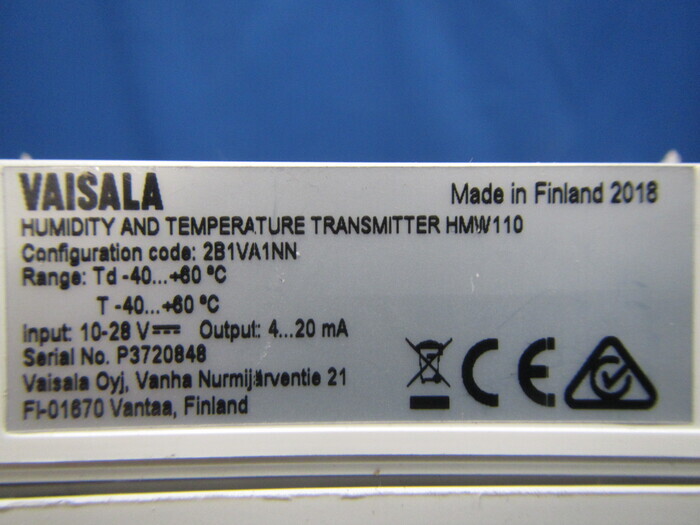 VAISALA
Made in Finland 2018
HUMIDITY AND TEMPERATURE TRANSMITTER HMW110
Configuration code: 2B1VA1NN
Range: Td -40...+60 °C
T -40...+60 °C
Input: 10-28 V⎓ Output: 4...20 mA
Serial No. P3720848
Vaisala Oyj, Vanha Nurmijärventie 21
FI-01670 Vantaa, Finland
CE